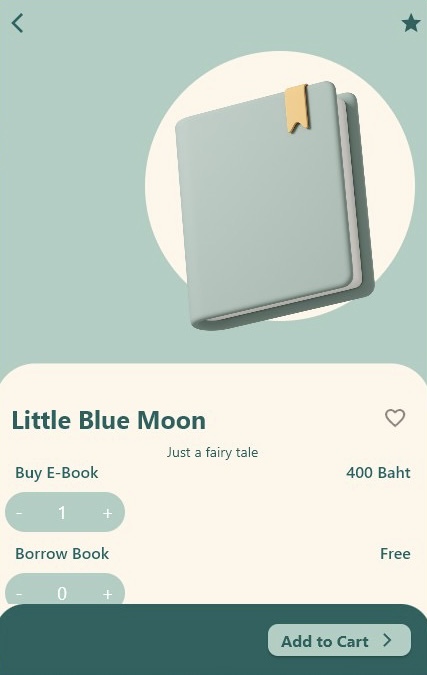 Little Blue Moon
Just a fairy tale
Buy E-Book 400 Baht
- 1 +
Borrow Book Free
- 0 +
Add to Cart